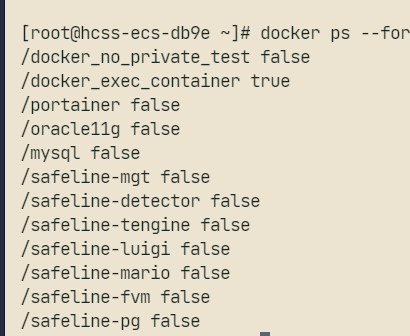 [root@hcss-ecs-db9e ~]# docker ps --for
/docker_no_private_test false
/docker_exec_container true
/portainer false
/oracle11g false
/mysql false
/safeline-mgt false
/safeline-detector false
/safeline-tengine false
/safeline-luigi false
/safeline-mario false
/safeline-fvm false
/safeline-pg false